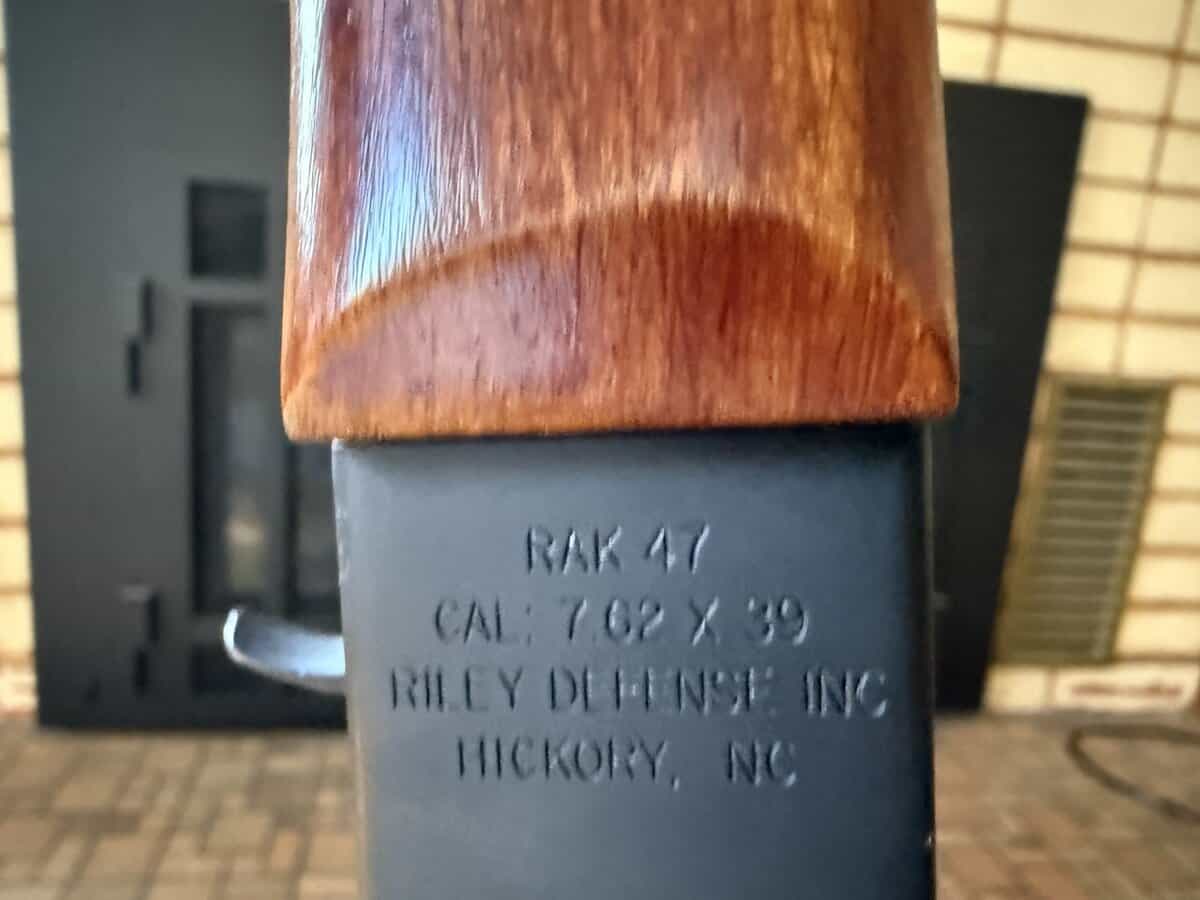 RAK 47
CAL: 7.62 X 39
RILEY DEFENSE INC
HICKORY, NC